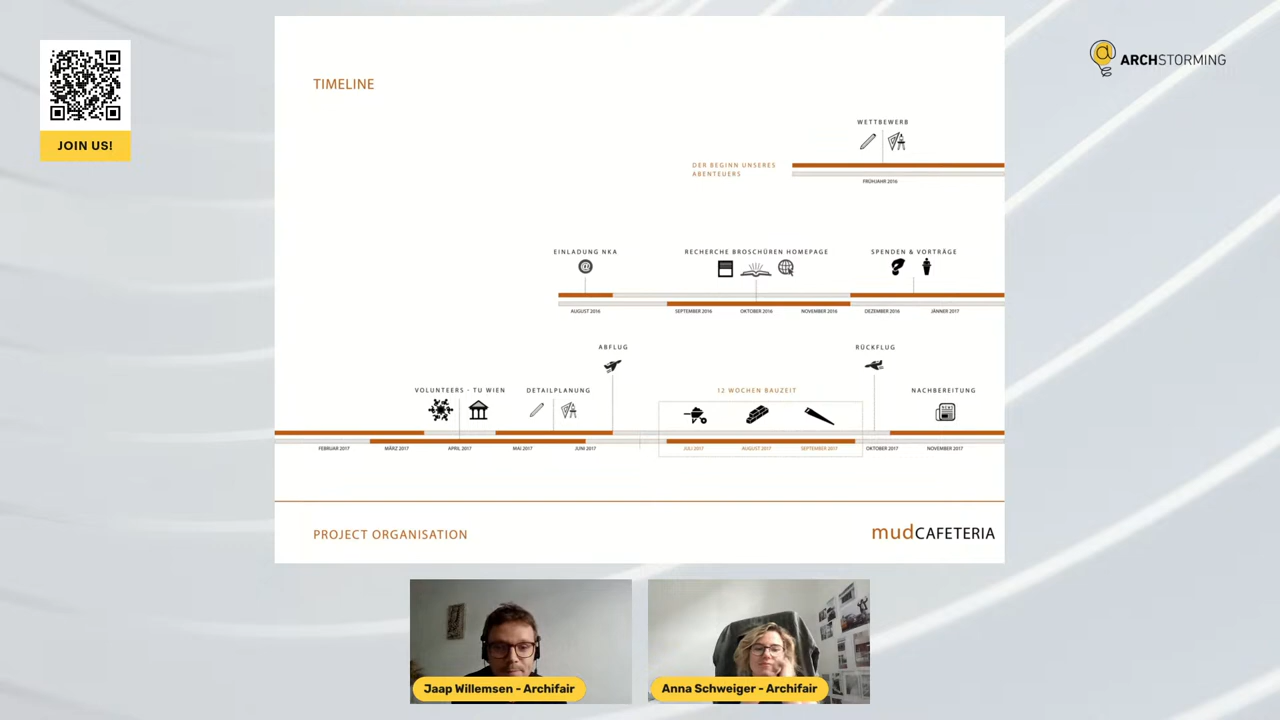 JOIN US!
ARCHSTORMING
TIMELINE
WETTBEWERB
DER BEGINN UNSERES
ABENTEUERS
FRÜHJAHR 2016
EINLADUNG NKA
RECHERCHE BROSCHÜREN HOMEPAGE
SPENDEN & VORTRÄGE
AUGUST 2016
SEPTEMBER 2016
OKTOBER 2016
NOVEMBER 2016
DEZEMBER 2016
JÄNNER 2017
ABFLUG
RÜCKFLUG
VOLUNTEERS - TU WIEN
DETAILPLANUNG
12 WOCHEN BAUZEIT
NACHBEREITUNG
FEBRUAR 2017
MÄRZ 2017
APRIL 2017
MAI 2017
JUNI 2017
JULI 2017
AUGUST 2017
SEPTEMBER 2017
OKTOBER 2017
NOVEMBER 2017
PROJECT ORGANISATION
mudCAFETERIA
Jaap Willemsen - Archifair
Anna Schweiger - Archifair